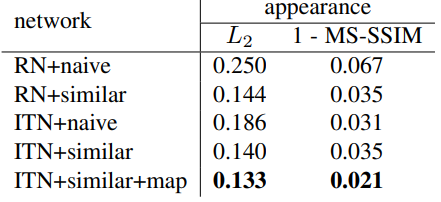 network appearance
L2 1 - MS-SSIM
RN+naive 0.250 0.067
RN+similar 0.144 0.035
ITN+naive 0.186 0.031
ITN+similar 0.140 0.035
ITN+similar+map 0.133 0.021